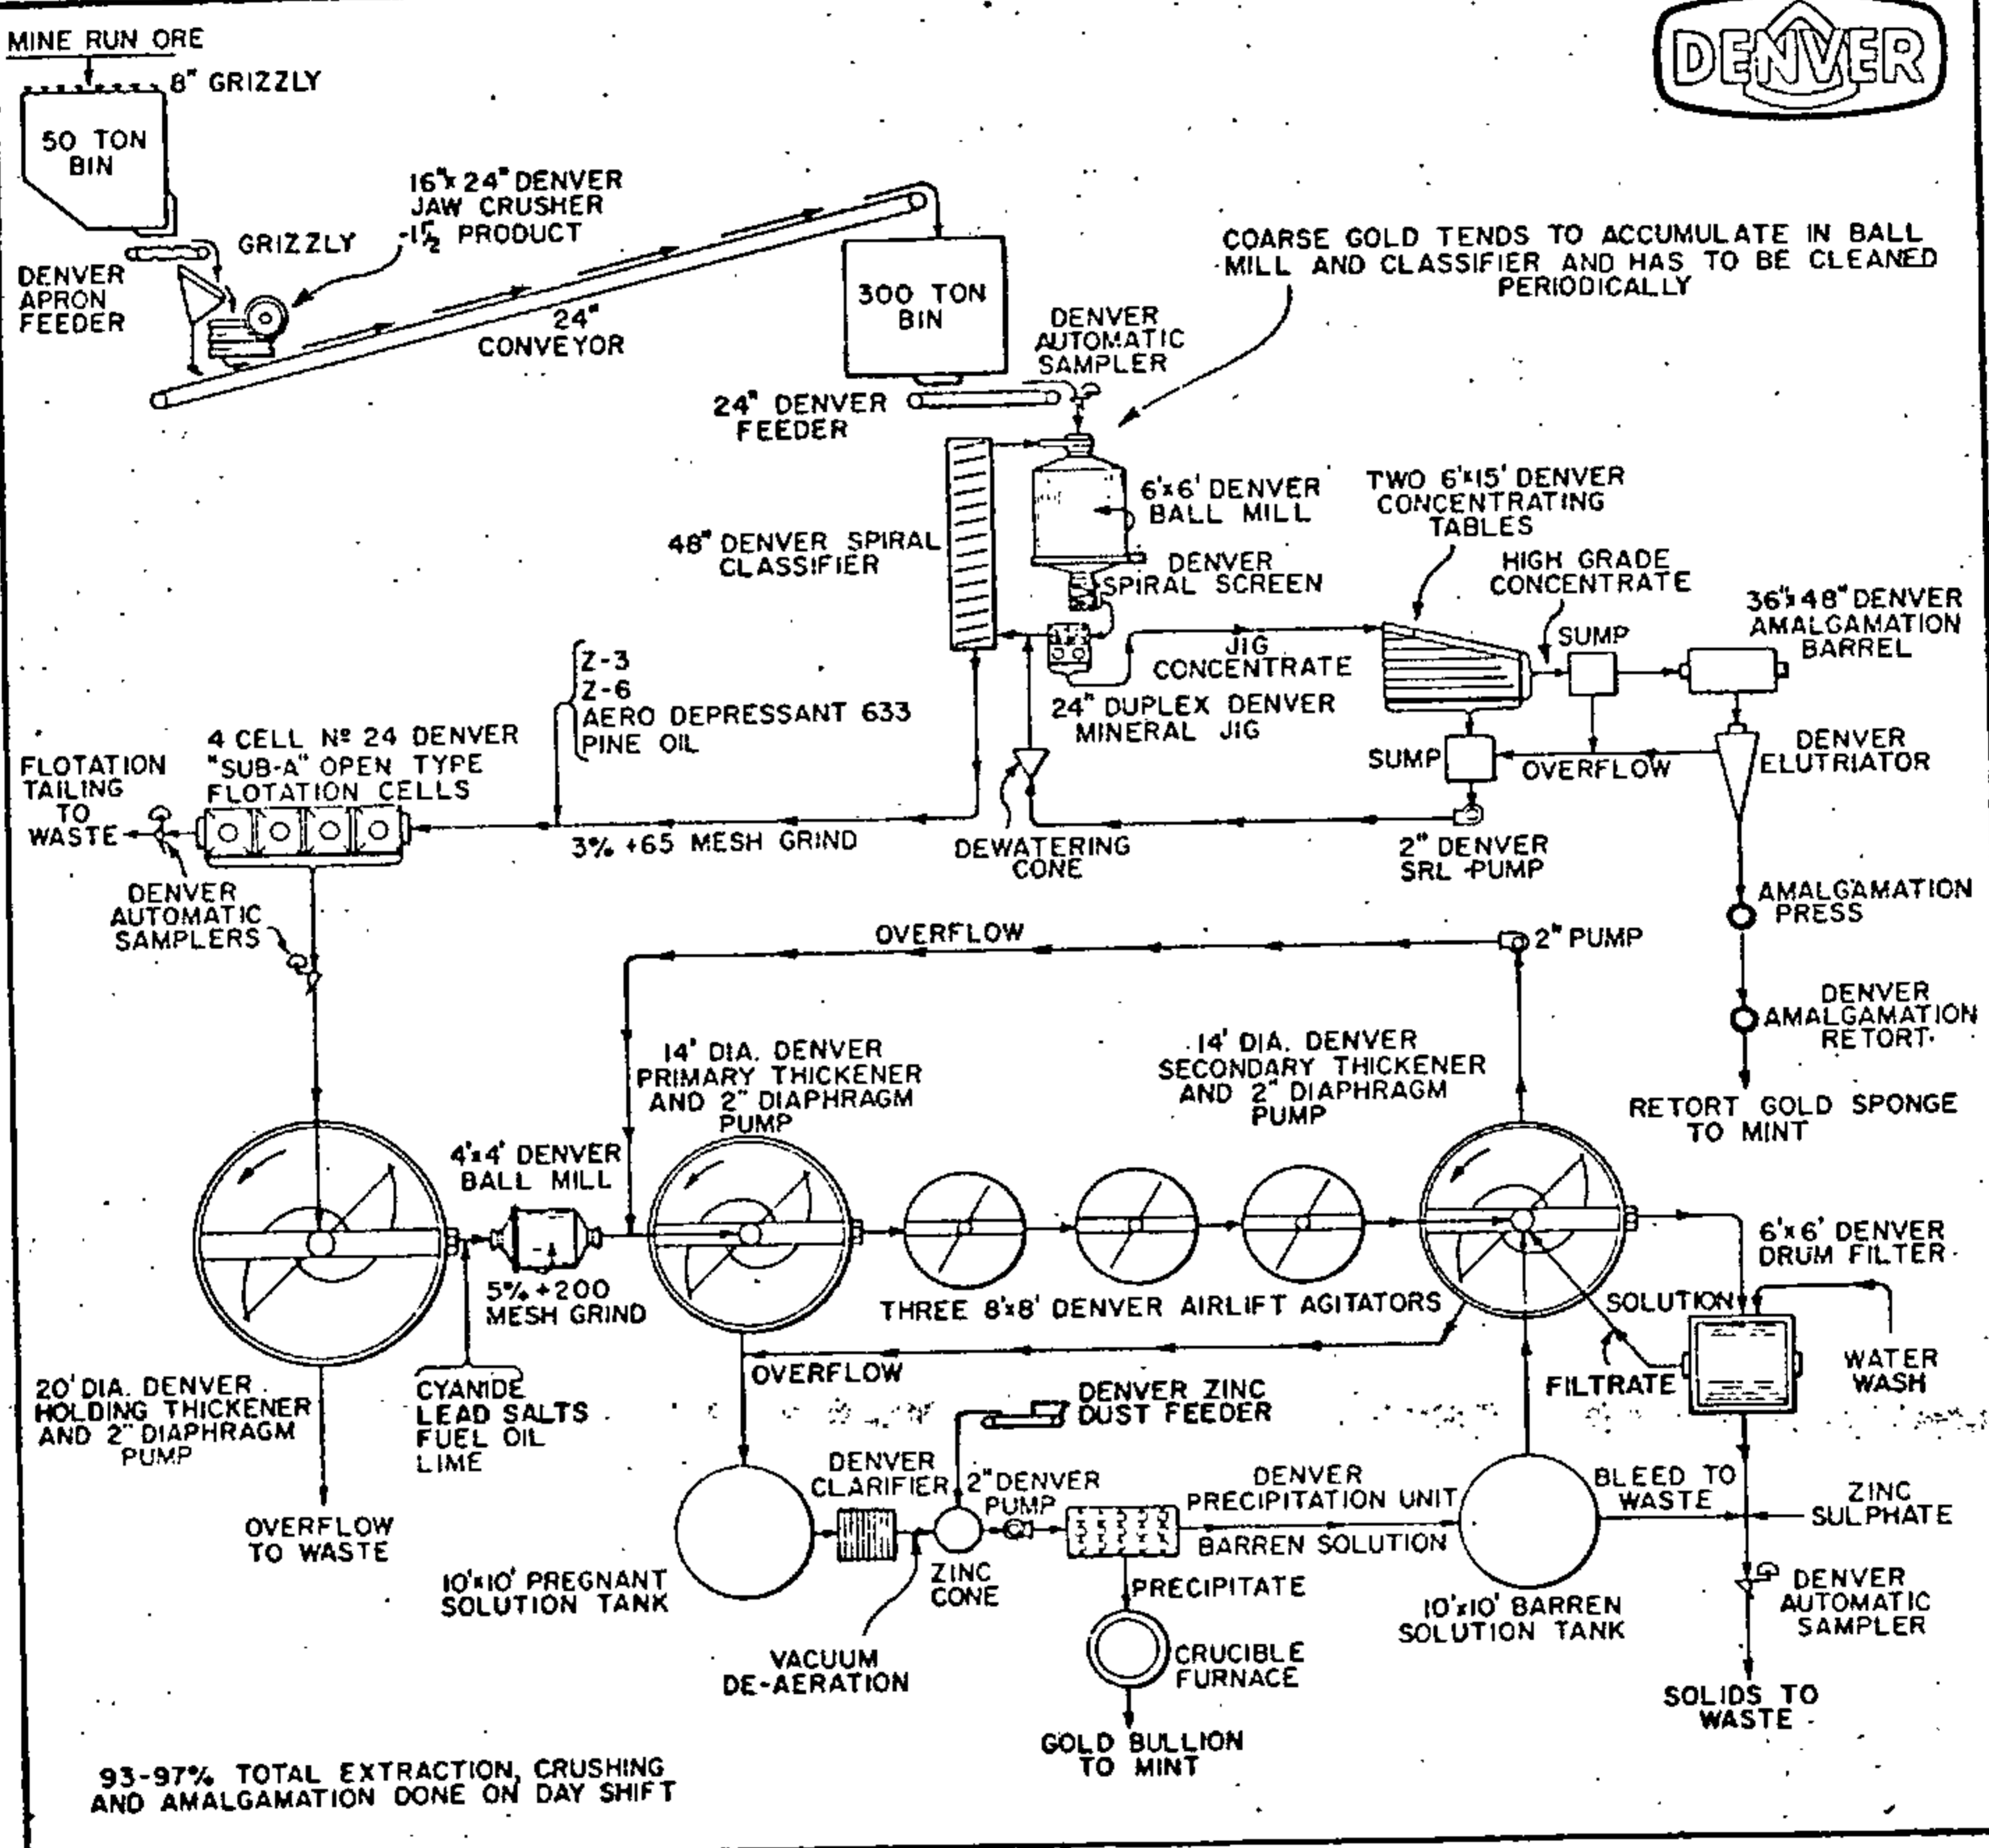 DENVER
MINE RUN ORE
8" GRIZZLY
50 TON
BIN
16"x 24" DENVER
JAW CRUSHER
-1½" PRODUCT
GRIZZLY
DENVER
APRON
FEEDER
24"
CONVEYOR
300 TON
BIN
COARSE GOLD TENDS TO ACCUMULATE IN BALL
MILL AND CLASSIFIER AND HAS TO BE CLEANED
PERIODICALLY
DENVER
AUTOMATIC
SAMPLER
24" DENVER
FEEDER
6'x6' DENVER
BALL MILL
48" DENVER SPIRAL
CLASSIFIER
DENVER
SPIRAL SCREEN
TWO 6'x15' DENVER
CONCENTRATING
TABLES
HIGH GRADE
CONCENTRATE
SUMP
36"x48" DENVER
AMALGAMATION
BARREL
JIG
CONCENTRATE
24" DUPLEX DENVER
MINERAL JIG
Z-3
Z-6
AERO DEPRESSANT 633
PINE OIL
4 CELL Nº 24 DENVER
"SUB-A" OPEN TYPE
FLOTATION CELLS
FLOTATION
TAILING
TO
WASTE
SUMP
OVERFLOW
DENVER
ELUTRIATOR
3% +65 MESH GRIND
DEWATERING
CONE
2" DENVER
SRL PUMP
DENVER
AUTOMATIC
SAMPLERS
AMALGAMATION
PRESS
OVERFLOW
2" PUMP
DENVER
AMALGAMATION
RETORT
RETORT GOLD SPONGE
TO MINT
14' DIA. DENVER
PRIMARY THICKENER
AND 2" DIAPHRAGM
PUMP
14' DIA. DENVER
SECONDARY THICKENER
AND 2" DIAPHRAGM
PUMP
4'x4' DENVER
BALL MILL
5% +200
MESH GRIND
THREE 8'x8' DENVER AIRLIFT AGITATORS
6'x6' DENVER
DRUM FILTER
SOLUTION
WATER
WASH
FILTRATE
OVERFLOW
20' DIA. DENVER
HOLDING THICKENER
AND 2" DIAPHRAGM
PUMP
CYANIDE
LEAD SALTS
FUEL OIL
LIME
DENVER ZINC
DUST FEEDER
OVERFLOW
TO WASTE
DENVER
CLARIFIER
2" DENVER
PUMP
DENVER
PRECIPITATION UNIT
BARREN SOLUTION
BLEED TO
WASTE
ZINC
SULPHATE
10'x10' PREGNANT
SOLUTION TANK
ZINC
CONE
PRECIPITATE
10'x10' BARREN
SOLUTION TANK
DENVER
AUTOMATIC
SAMPLER
VACUUM
DE-AERATION
CRUCIBLE
FURNACE
SOLIDS TO
WASTE
GOLD BULLION
TO MINT
93-97% TOTAL EXTRACTION, CRUSHING
AND AMALGAMATION DONE ON DAY SHIFT